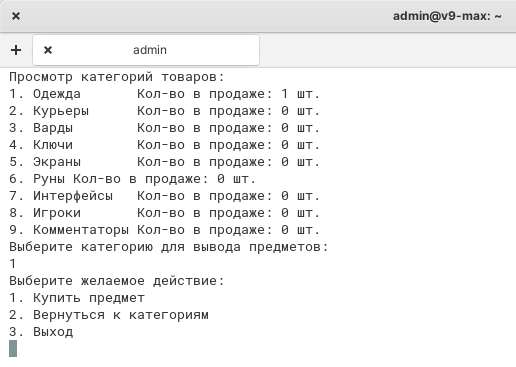 admin@v9-max: ~
admin
Просмотр категорий товаров:
1. Одежда Кол-во в продаже: 1 шт.
2. Курьеры Кол-во в продаже: 0 шт.
3. Варды Кол-во в продаже: 0 шт.
4. Ключи Кол-во в продаже: 0 шт.
5. Экраны Кол-во в продаже: 0 шт.
6. Руны Кол-во в продаже: 0 шт.
7. Интерфейсы Кол-во в продаже: 0 шт.
8. Игроки Кол-во в продаже: 0 шт.
9. Комментаторы Кол-во в продаже: 0 шт.
Выберите категорию для вывода предметов:
1
Выберите желаемое действие:
1. Купить предмет
2. Вернуться к категориям
3. Выход